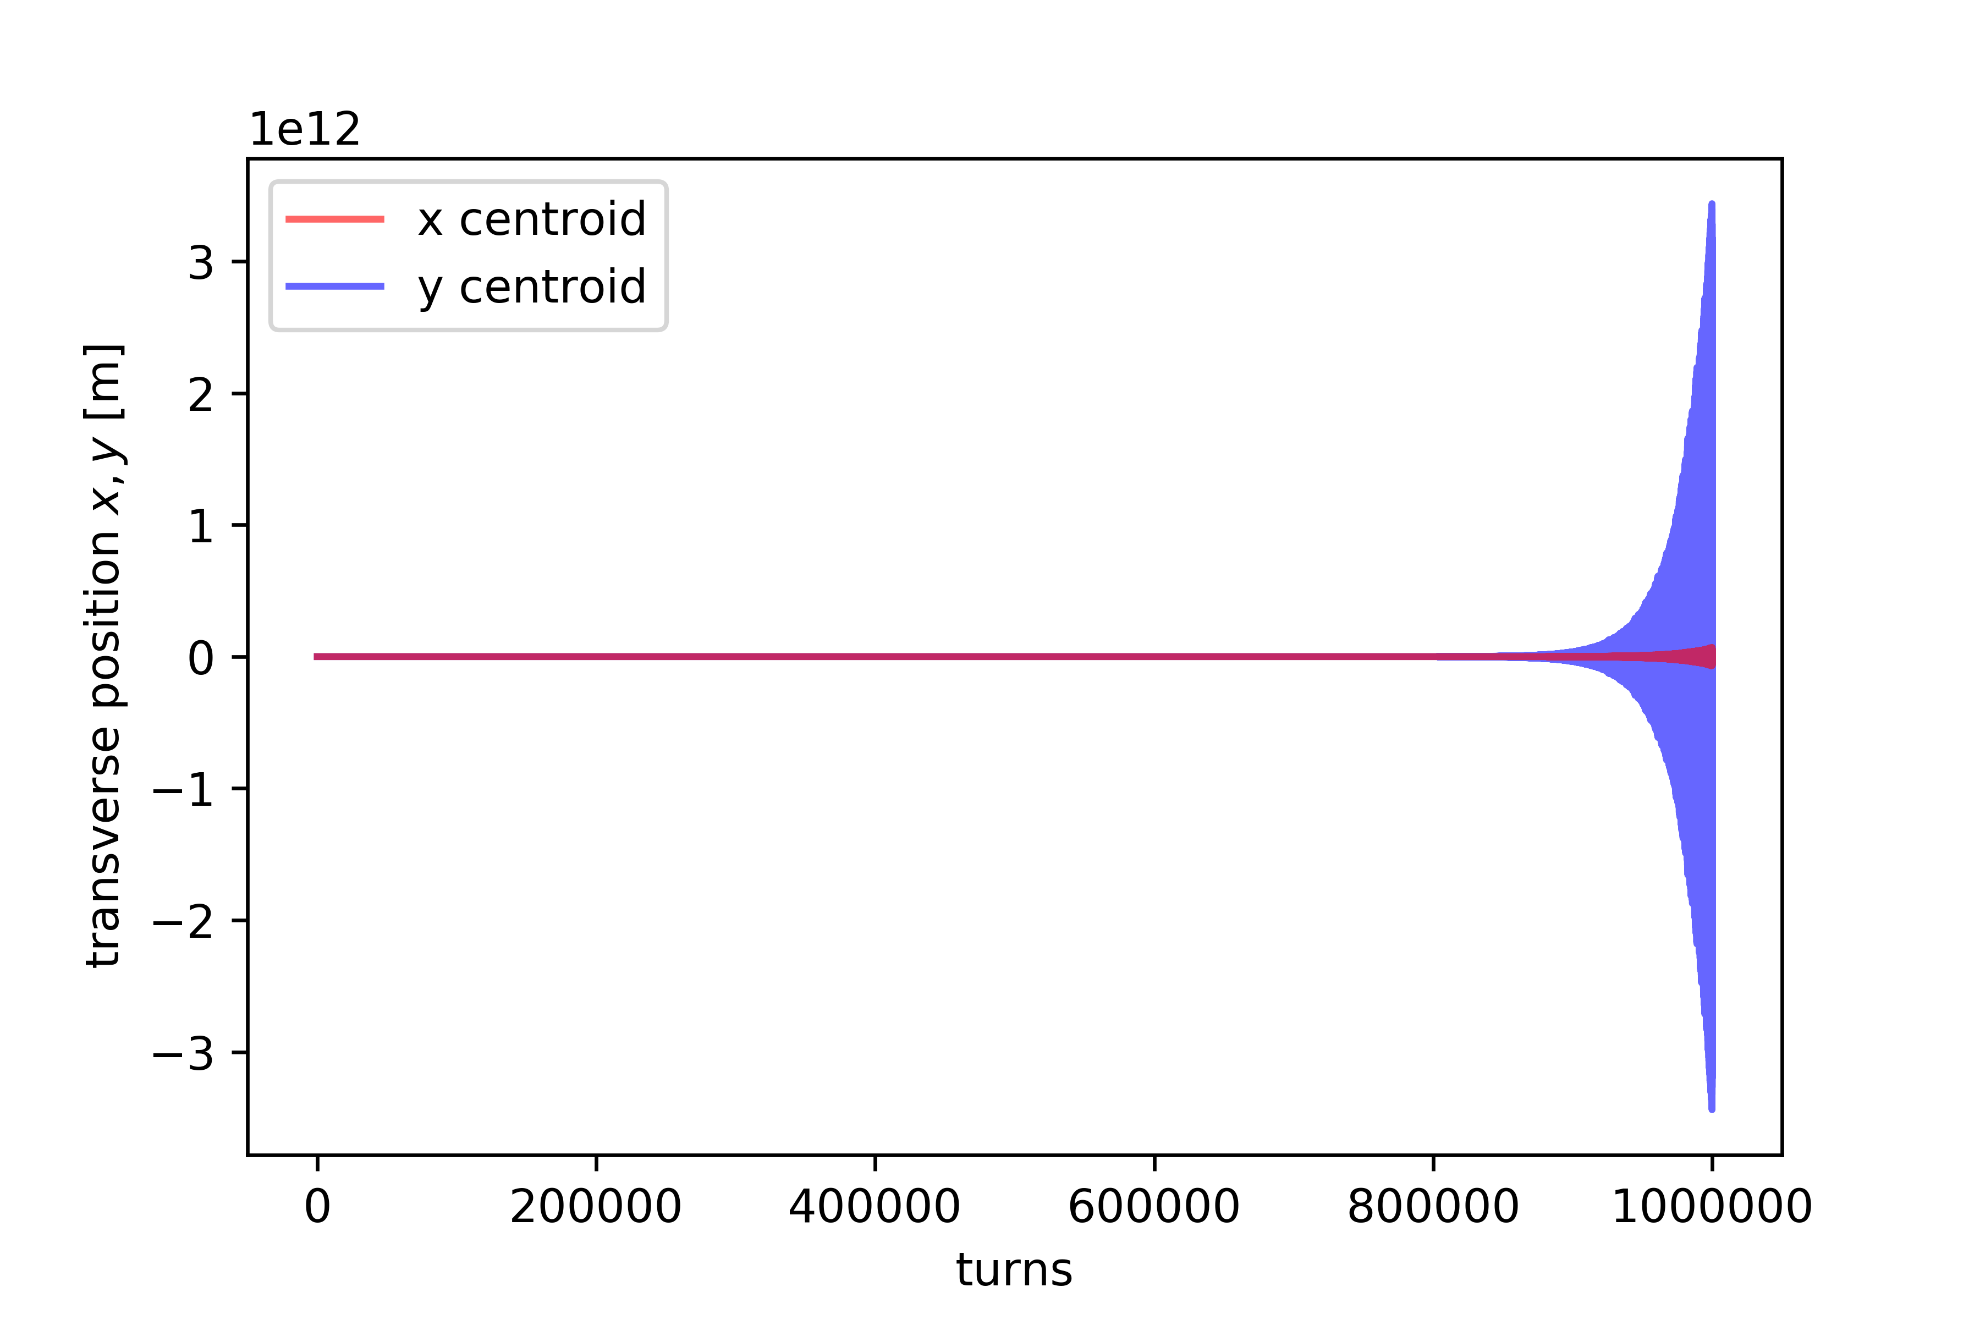 1e12
x centroid
y centroid
3
2
1
0
−1
−2
−3
transverse position x, y [m]
0 200000 400000 600000 800000 1000000
turns